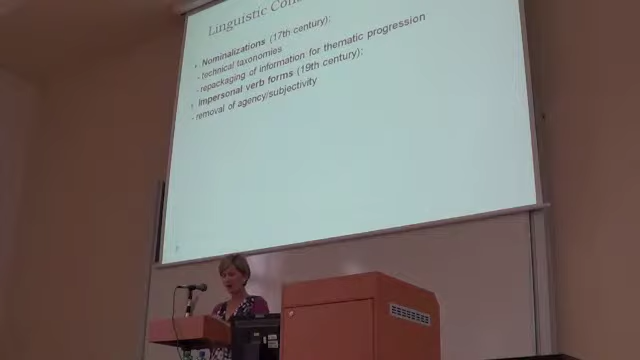 Linguistic
• Nominalizations (17th century):
- technical taxonomies
- repackaging of information for thematic progression
• Impersonal verb forms (19th century):
- removal of agency/subjectivity